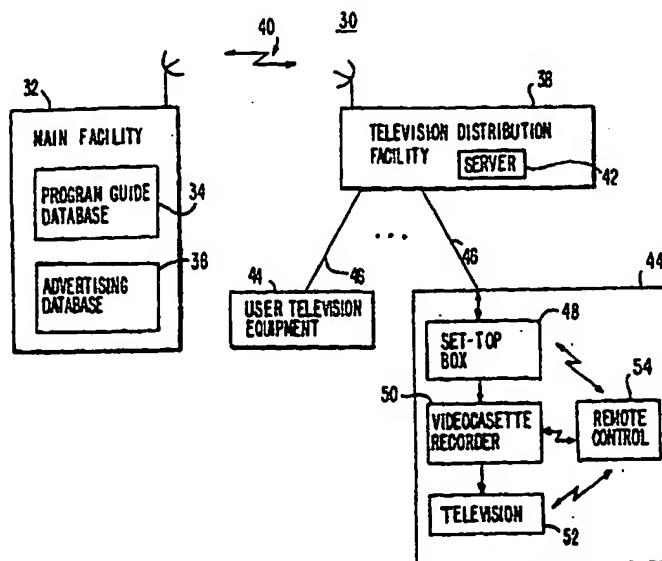 40
30
32
38
MAIN FACILITY
TELEVISION DISTRIBUTION
FACILITY
SERVER
42
PROGRAM GUIDE
DATABASE
34
...
46
46
38
ADVERTISING
DATABASE
44
USER TELEVISION
EQUIPMENT
44
48
SET-TOP
BOX
54
50
VIDEOCASETTE
RECORDER
REMOTE
CONTROL
TELEVISION
52